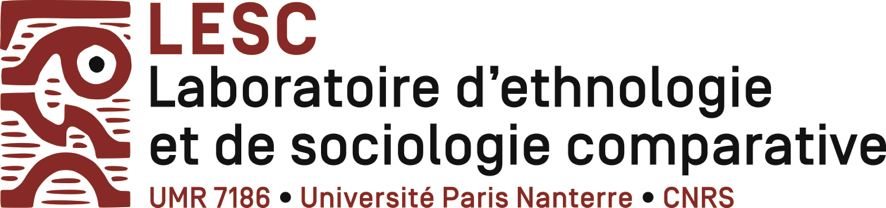 LESC
Laboratoire d’ethnologie
et de sociologie comparative
UMR 7186 • Université Paris Nanterre • CNRS